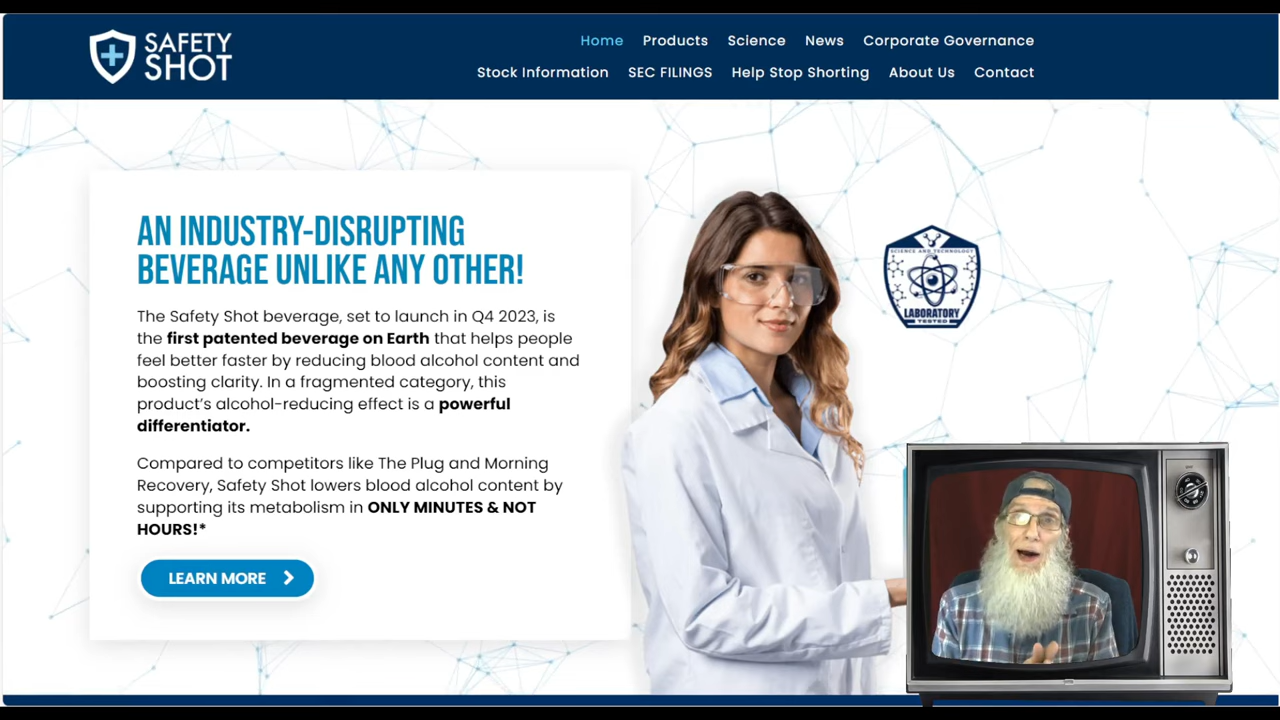 SAFETY
SHOT
Home Products Science News Corporate Governance
Stock Information SEC FILINGS Help Stop Shorting About Us Contact
AN INDUSTRY-DISRUPTING
BEVERAGE UNLIKE ANY OTHER!
The Safety Shot beverage, set to launch in Q4 2023, is
the first patented beverage on Earth that helps people
feel better faster by reducing blood alcohol content and
boosting clarity. In a fragmented category, this
product's alcohol-reducing effect is a powerful
differentiator.
Compared to competitors like The Plug and Morning
Recovery, Safety Shot lowers blood alcohol content by
supporting its metabolism in ONLY MINUTES & NOT
HOURS!*
LEARN MORE
SCIENCE AND TECHNOLOGY
LABORATORY
TESTED